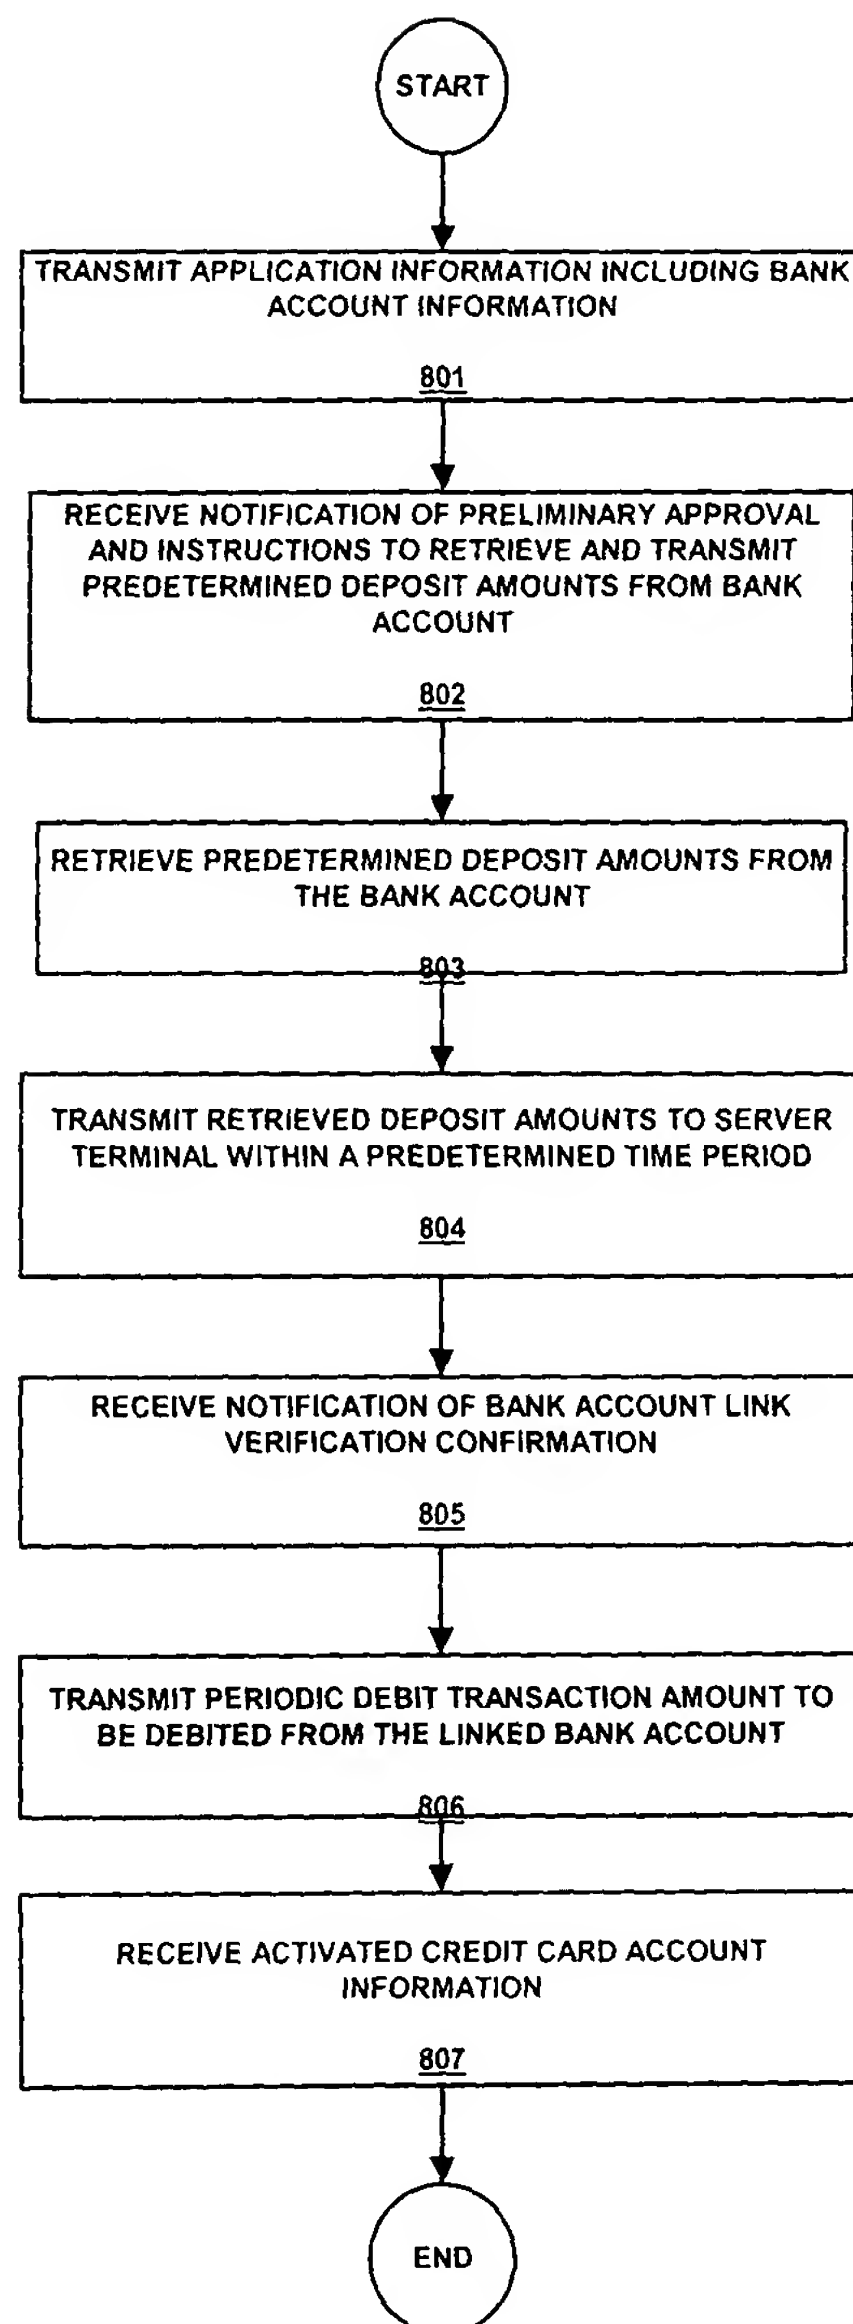 START
TRANSMIT APPLICATION INFORMATION INCLUDING BANK
ACCOUNT INFORMATION
801
RECEIVE NOTIFICATION OF PRELIMINARY APPROVAL
AND INSTRUCTIONS TO RETRIEVE AND TRANSMIT
PREDETERMINED DEPOSIT AMOUNTS FROM BANK
ACCOUNT
802
RETRIEVE PREDETERMINED DEPOSIT AMOUNTS FROM
THE BANK ACCOUNT
803
TRANSMIT RETRIEVED DEPOSIT AMOUNTS TO SERVER
TERMINAL WITHIN A PREDETERMINED TIME PERIOD
804
RECEIVE NOTIFICATION OF BANK ACCOUNT LINK
VERIFICATION CONFIRMATION
805
TRANSMIT PERIODIC DEBIT TRANSACTION AMOUNT TO
BE DEBITED FROM THE LINKED BANK ACCOUNT
806
RECEIVE ACTIVATED CREDIT CARD ACCOUNT
INFORMATION
807
END